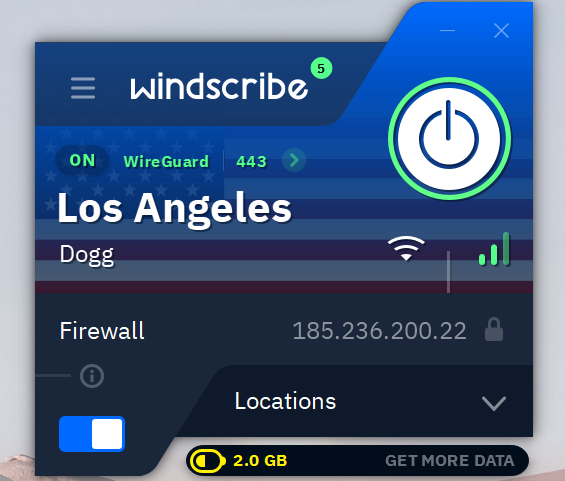 windscribe 5
ON WireGuard 443
Los Angeles
Dogg
Firewall 185.236.200.22
Locations
2.0 GB GET MORE DATA